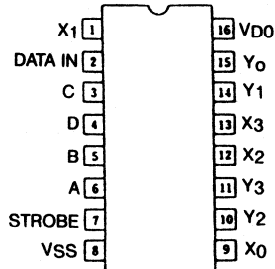 X1 1 16 VD0
DATA IN 2 15 Y0
C 3 14 Y1
D 4 13 X3
B 5 12 X2
A 6 11 Y3
STROBE 7 10 Y2
VSS 8 9 X0